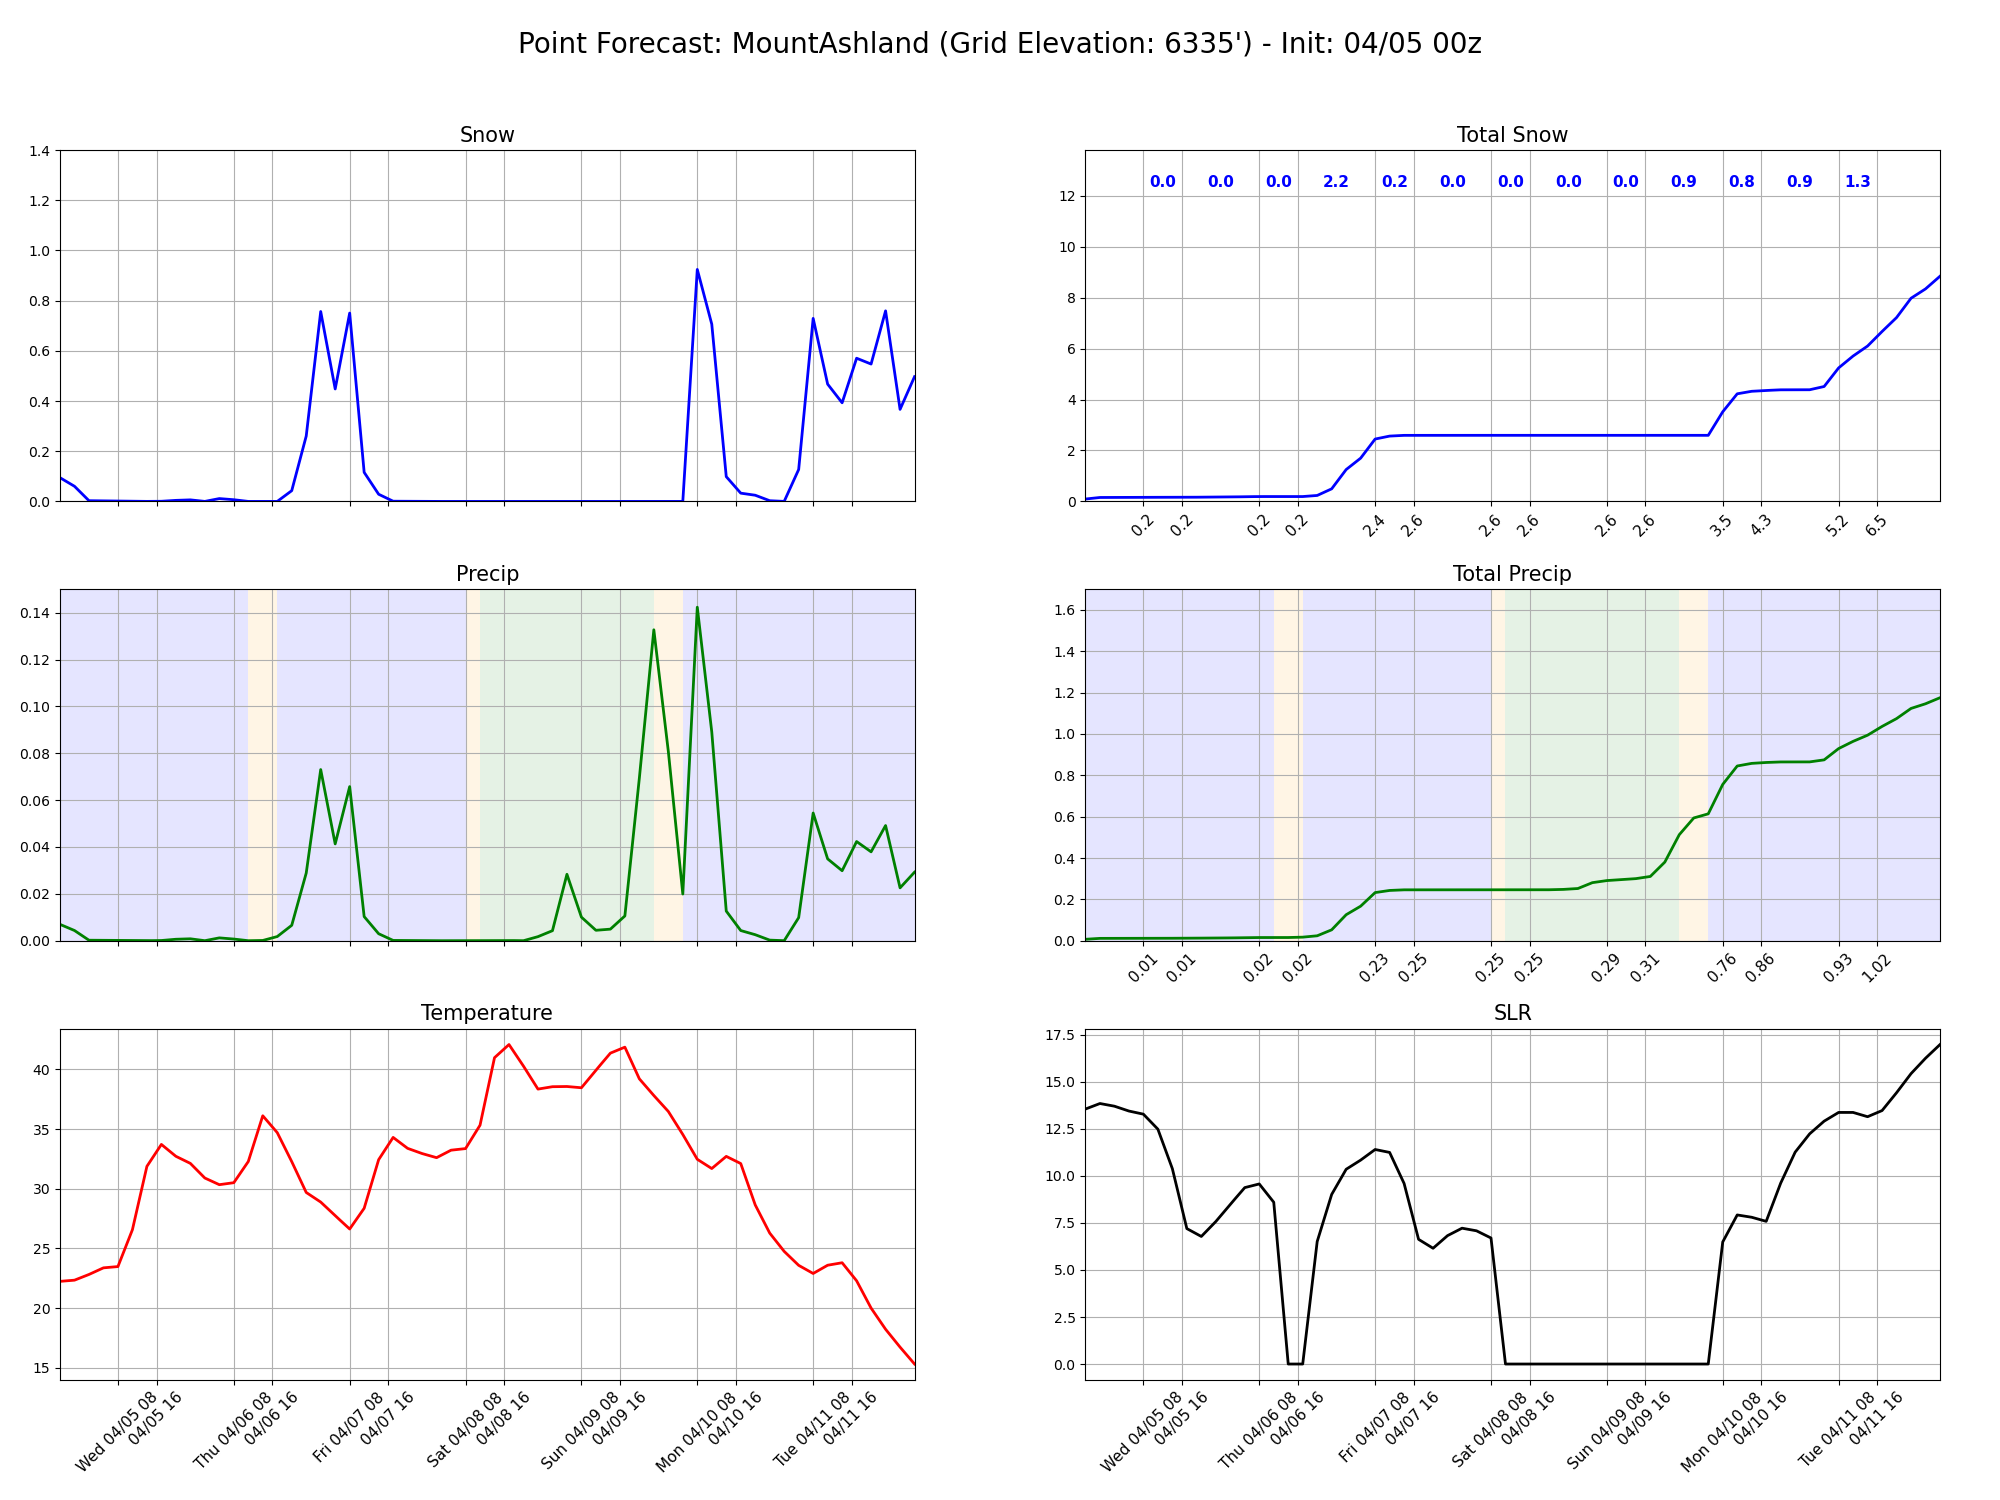 Point Forecast: MountAshland (Grid Elevation: 6335') - Init: 04/05 00z
Snow
1.4
1.2
1.0
0.8
0.6
0.4
0.2
0.0
Total Snow
0.0 0.0 0.0 2.2 0.2 0.0 0.0 0.0 0.0 0.9 0.8 0.9 1.3
12
10
8
6
4
2
0
0.2 0.2 0.2 0.2 2.4 2.6 2.6 2.6 2.6 2.6 3.5 4.3 5.2 6.5
Precip
0.14
0.12
0.10
0.08
0.06
0.04
0.02
0.00
Total Precip
1.6
1.4
1.2
1.0
0.8
0.6
0.4
0.2
0.0
0.01 0.01 0.02 0.02 0.23 0.25 0.25 0.25 0.29 0.31 0.76 0.86 0.93 1.02
Temperature
40
35
30
25
20
15
Wed 04/05 08
04/05 16
Thu 04/06 08
04/06 16
Fri 04/07 08
04/07 16
Sat 04/08 08
04/08 16
Sun 04/09 08
04/09 16
Mon 04/10 08
04/10 16
Tue 04/11 08
04/11 16
SLR
17.5
15.0
12.5
10.0
7.5
5.0
2.5
0.0
Wed 04/05 08
04/05 16
Thu 04/06 08
04/06 16
Fri 04/07 08
04/07 16
Sat 04/08 08
04/08 16
Sun 04/09 08
04/09 16
Mon 04/10 08
04/10 16
Tue 04/11 08
04/11 16